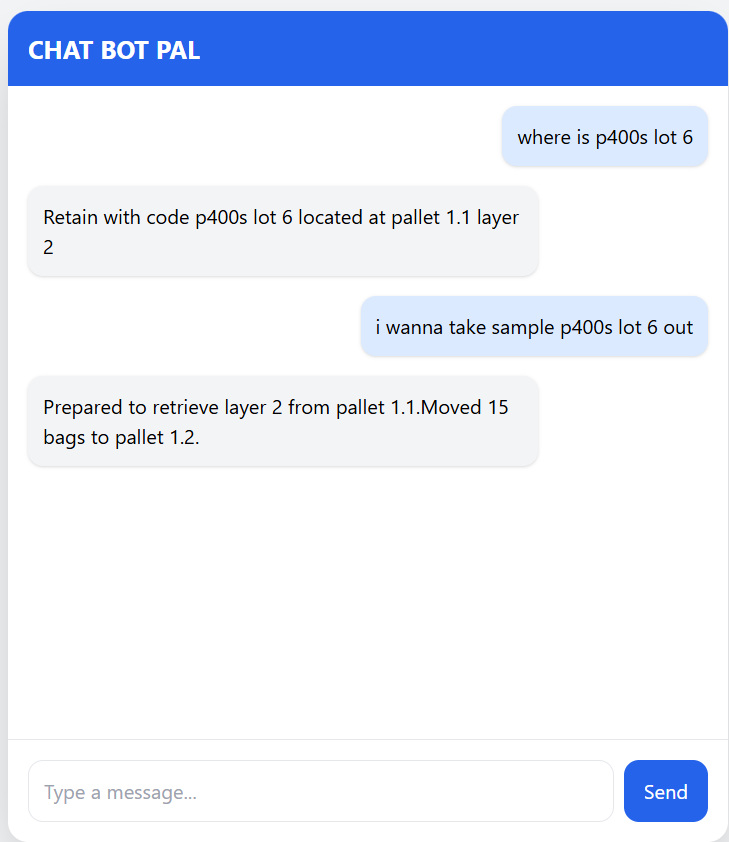 CHAT BOT PAL
where is p400s lot 6
Retain with code p400s lot 6 located at pallet 1.1 layer
2
i wanna take sample p400s lot 6 out
Prepared to retrieve layer 2 from pallet 1.1.Moved 15
bags to pallet 1.2.
Type a message...
Send